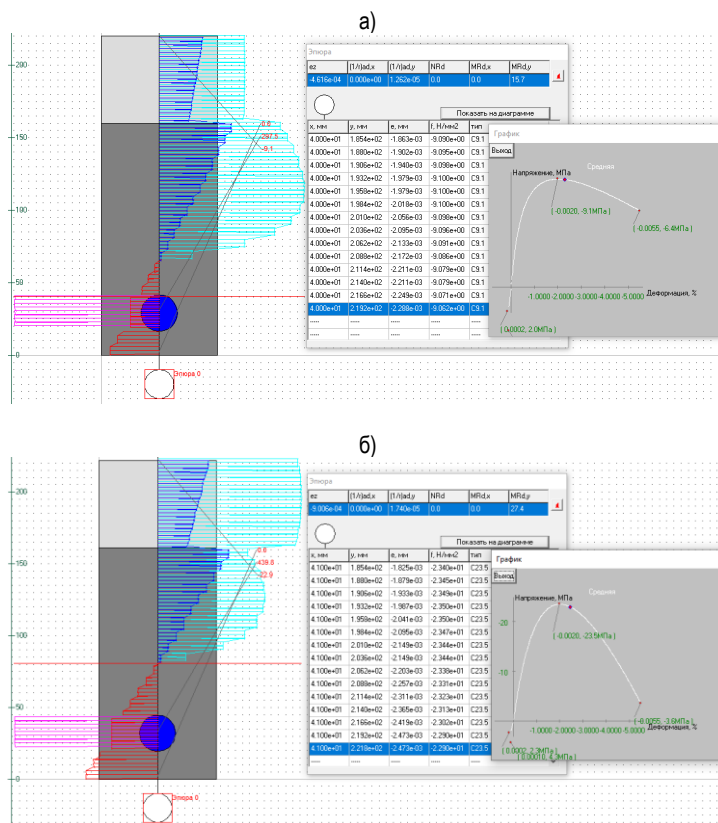 а)
200
150
100
50
0
0.6
-297.5
-9.1
Эпюра 0
Эпюра
ez (1/r)ad,x (1/r)ad,y NRd MRd,x MRd,y
-4.616e-04 0.000e+00 1.262e-05 0.0 0.0 15.7
Показать на диаграмме
x, мм y, мм e, мм f, Н/мм2 тип
4.000e+01 1.854e+02 -1.863e-03 -9.090e+00 C9.1
4.000e+01 1.880e+02 -1.902e-03 -9.095e+00 C9.1
4.000e+01 1.906e+02 -1.940e-03 -9.098e+00 C9.1
4.000e+01 1.932e+02 -1.979e-03 -9.100e+00 C9.1
4.000e+01 1.958e+02 -1.979e-03 -9.100e+00 C9.1
4.000e+01 1.984e+02 -2.018e-03 -9.100e+00 C9.1
4.000e+01 2.010e+02 -2.056e-03 -9.098e+00 C9.1
4.000e+01 2.036e+02 -2.095e-03 -9.096e+00 C9.1
4.000e+01 2.062e+02 -2.133e-03 -9.091e+00 C9.1
4.000e+01 2.088e+02 -2.172e-03 -9.086e+00 C9.1
4.000e+01 2.114e+02 -2.211e-03 -9.079e+00 C9.1
4.000e+01 2.140e+02 -2.211e-03 -9.079e+00 C9.1
4.000e+01 2.166e+02 -2.249e-03 -9.071e+00 C9.1
4.000e+01 2.192e+02 -2.288e-03 -9.062e+00 C9.1
----- ----- ----- ----- -----
----- ----- ----- ----- -----
График
Выход
Средняя
Напряжение, МПа
( -0.0020, -9.1МПа )
( -0.0055, -6.4МПа )
Деформация, %
-1.0000 -2.0000 -3.0000 -4.0000 -5.0000
( 0.0002, 2.0МПа )
б)
200
150
100
50
0
0.6
-439.8
-22.9
Эпюра 0
Эпюра
ez (1/r)ad,x (1/r)ad,y NRd MRd,x MRd,y
-9.006e-04 0.000e+00 1.740e-05 0.0 0.0 27.4
Показать на диаграмме
x, мм y, мм e, мм f, Н/мм2 тип
4.100e+01 1.854e+02 -1.825e-03 -2.340e+01 C23.5
4.100e+01 1.880e+02 -1.879e-03 -2.345e+01 C23.5
4.100e+01 1.906e+02 -1.933e-03 -2.349e+01 C23.5
4.100e+01 1.932e+02 -1.987e-03 -2.350e+01 C23.5
4.100e+01 1.958e+02 -2.041e-03 -2.350e+01 C23.5
4.100e+01 1.984e+02 -2.095e-03 -2.347e+01 C23.5
4.100e+01 2.010e+02 -2.149e-03 -2.344e+01 C23.5
4.100e+01 2.036e+02 -2.149e-03 -2.344e+01 C23.5
4.100e+01 2.062e+02 -2.203e-03 -2.338e+01 C23.5
4.100e+01 2.088e+02 -2.257e-03 -2.331e+01 C23.5
4.100e+01 2.114e+02 -2.311e-03 -2.323e+01 C23.5
4.100e+01 2.140e+02 -2.365e-03 -2.313e+01 C23.5
4.100e+01 2.166e+02 -2.419e-03 -2.302e+01 C23.5
4.100e+01 2.192e+02 -2.473e-03 -2.290e+01 C23.5
4.100e+01 2.218e+02 -2.473e-03 -2.290e+01 C23.5
----- ----- ----- ----- -----
График
Выход
Средняя
Напряжение, МПа
-20
( -0.0020, -23.5МПа )
-10
( -0.0055, -3.6МПа )
-1.0000 -2.0000 -3.0000 -4.0000 -5.0000
Деформация, %
( 0.0002, 2.3МПа )